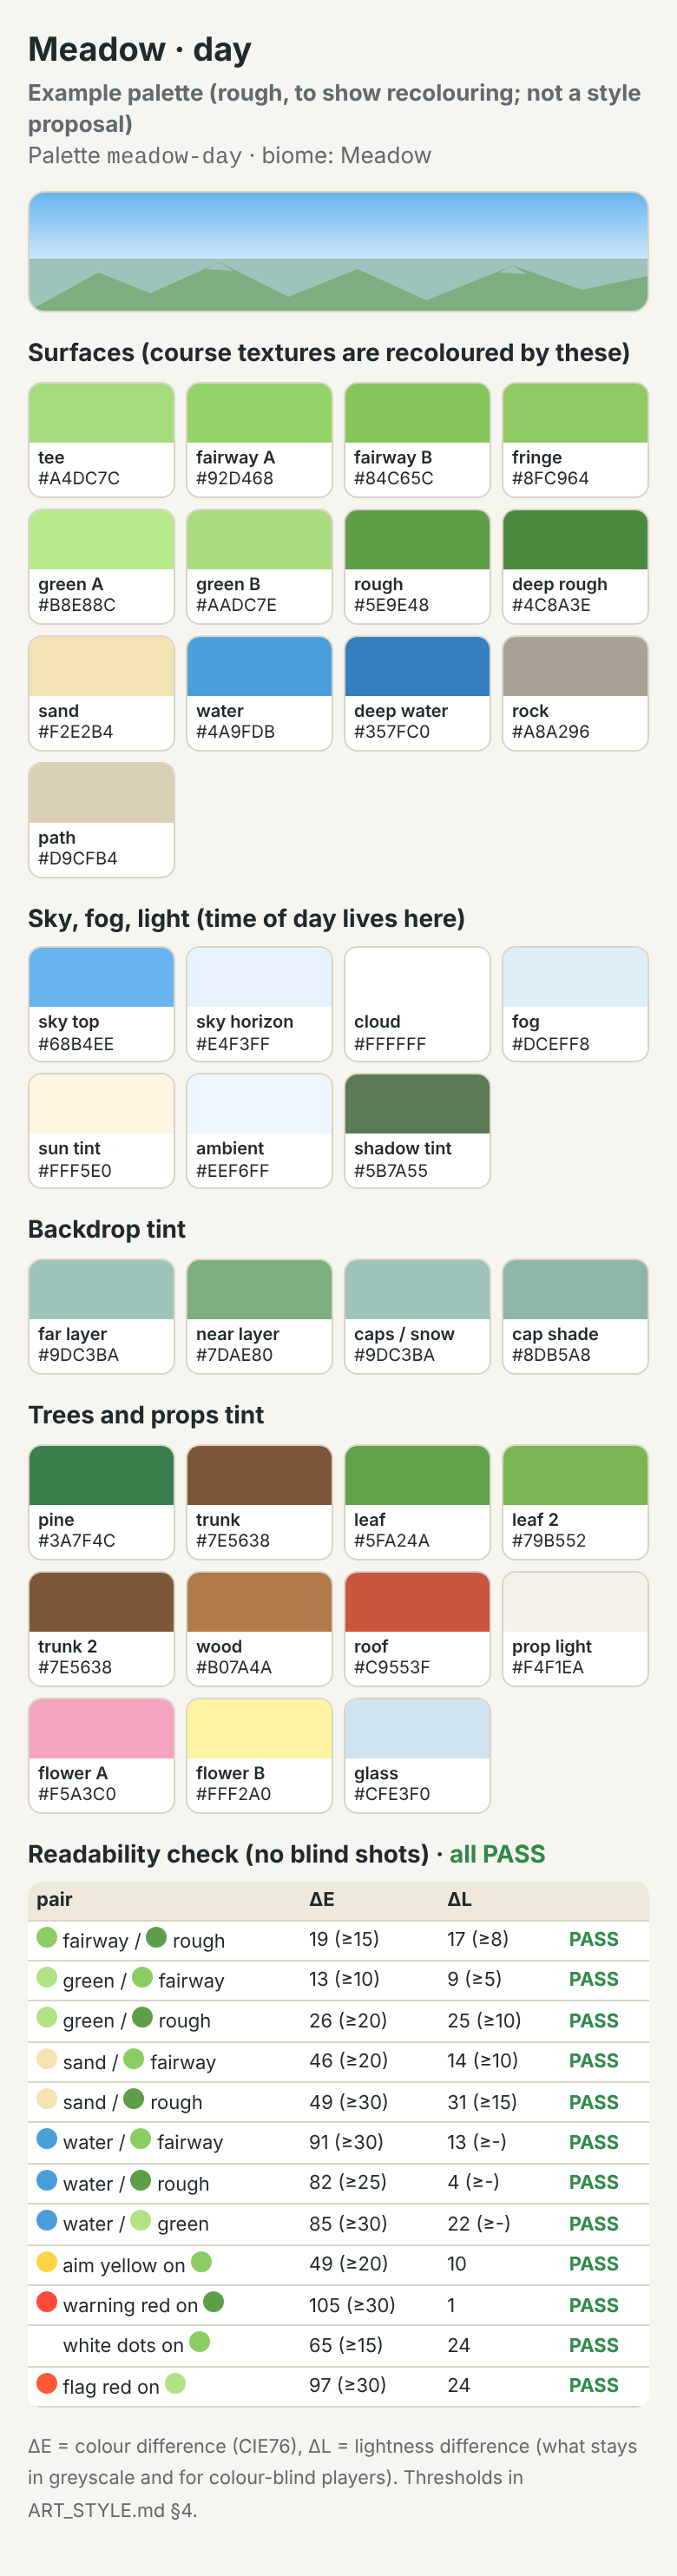 Meadow · day
Example palette (rough, to show recolouring; not a style
proposal)
Palette meadow-day · biome: Meadow
Surfaces (course textures are recoloured by these)
tee
#A4DC7C
fairway A
#92D468
fairway B
#84C65C
fringe
#8FC964
green A
#B8E88C
green B
#AADC7E
rough
#5E9E48
deep rough
#4C8A3E
sand
#F2E2B4
water
#4A9FDB
deep water
#357FC0
rock
#A8A296
path
#D9CFB4
Sky, fog, light (time of day lives here)
sky top
#68B4EE
sky horizon
#E4F3FF
cloud
#FFFFFF
fog
#DCEFF8
sun tint
#FFF5E0
ambient
#EEF6FF
shadow tint
#5B7A55
Backdrop tint
far layer
#9DC3BA
near layer
#7DAE80
caps / snow
#9DC3BA
cap shade
#8DB5A8
Trees and props tint
pine
#3A7F4C
trunk
#7E5638
leaf
#5FA24A
leaf 2
#79B552
trunk 2
#7E5638
wood
#B07A4A
roof
#C9553F
prop light
#F4F1EA
flower A
#F5A3C0
flower B
#FFF2A0
glass
#CFE3F0
Readability check (no blind shots) · all PASS
pair ΔE ΔL
fairway / rough 19 (≥15) 17 (≥8) PASS
green / fairway 13 (≥10) 9 (≥5) PASS
green / rough 26 (≥20) 25 (≥10) PASS
sand / fairway 46 (≥20) 14 (≥10) PASS
sand / rough 49 (≥30) 31 (≥15) PASS
water / fairway 91 (≥30) 13 (≥-) PASS
water / rough 82 (≥25) 4 (≥-) PASS
water / green 85 (≥30) 22 (≥-) PASS
aim yellow on 49 (≥20) 10 PASS
warning red on 105 (≥30) 1 PASS
white dots on 65 (≥15) 24 PASS
flag red on 97 (≥30) 24 PASS
ΔE = colour difference (CIE76), ΔL = lightness difference (what stays
in greyscale and for colour-blind players). Thresholds in
ART_STYLE.md §4.